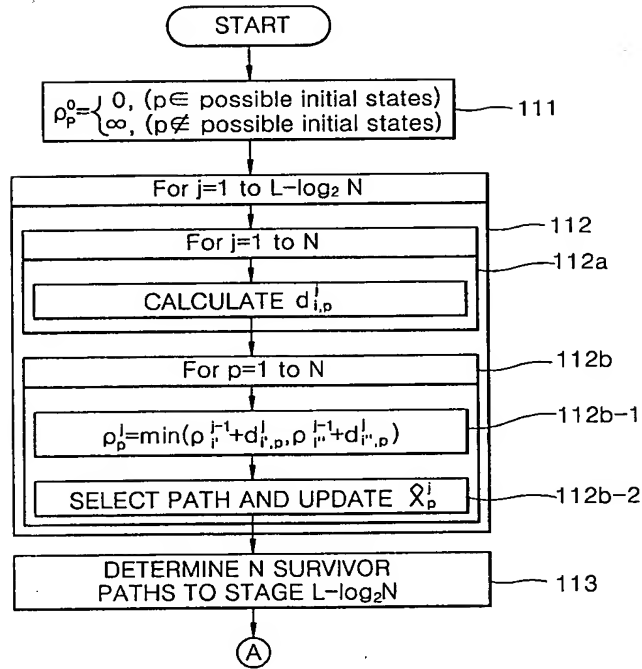 START
ρ_p^0 = { 0, (p∈ possible initial states)
∞, (p∉ possible initial states)
111
For j=1 to L-log₂ N
112
For j=1 to N
112a
CALCULATE d_{i,p}^j
For p=1 to N
112b
ρ_p^j=min(ρ_{i'}^{j-1}+d_{i',p}^j, ρ_{i''}^{j-1}+d_{i'',p}^j)
112b-1
SELECT PATH AND UPDATE x̂_p^j
112b-2
DETERMINE N SURVIVOR
PATHS TO STAGE L-log₂N
113
A